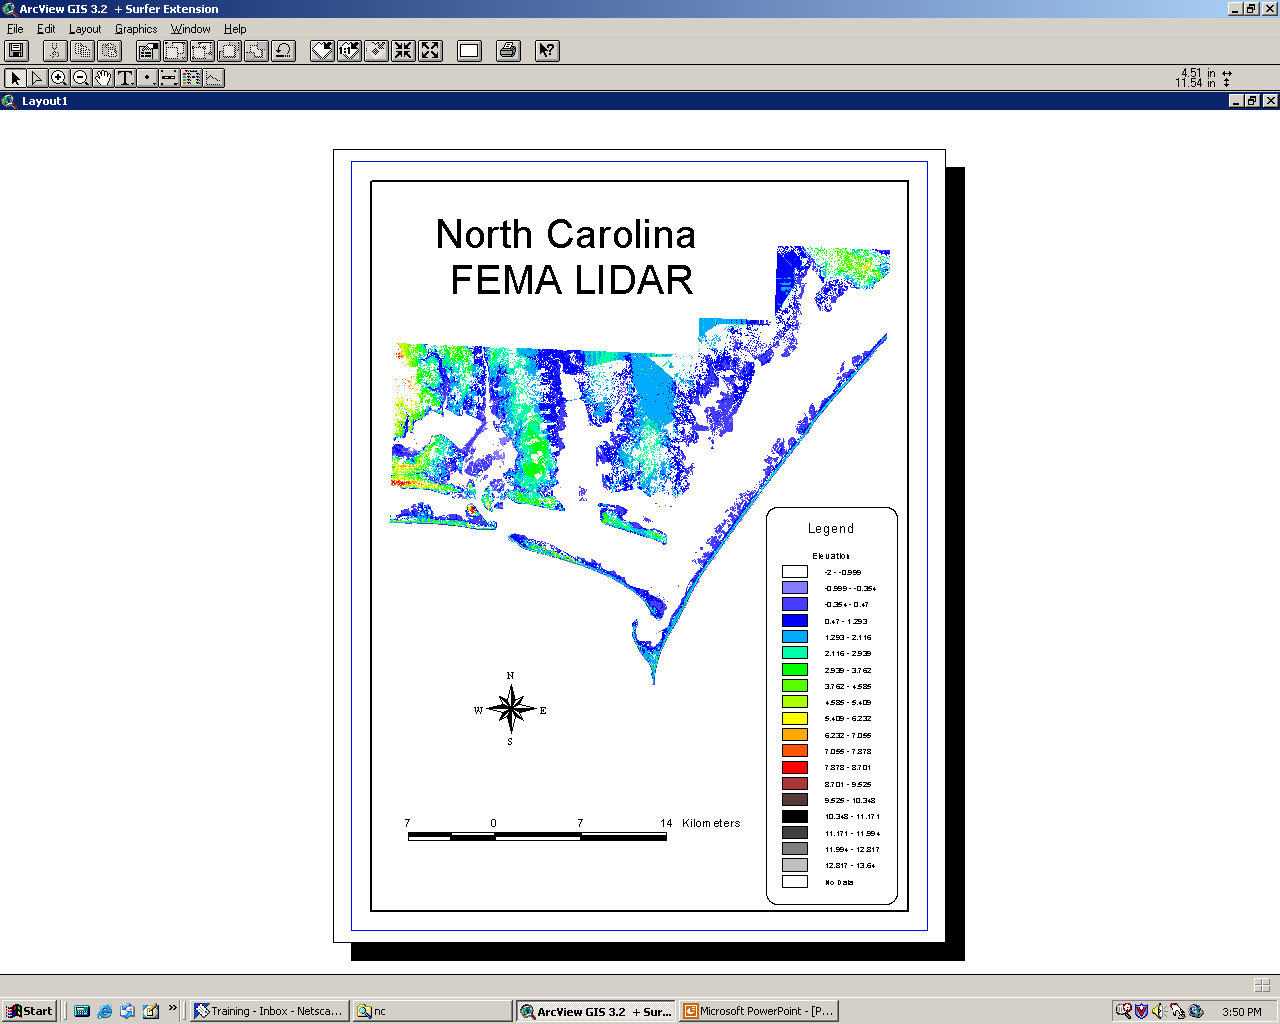 ArcView GIS 3.2 + Surfer Extension
File Edit Layout Graphics Window Help
4.51 in
11.54 in
Layout1
North Carolina
FEMA LIDAR
Legend
Elevation
-2 - -0.999
-0.999 - -0.354
-0.354 - 0.47
0.47 - 1.293
1.293 - 2.116
2.116 - 2.939
2.939 - 3.762
3.762 - 4.585
4.585 - 5.409
5.409 - 6.232
6.232 - 7.055
7.055 - 7.878
7.878 - 8.701
8.701 - 9.525
9.525 - 10.348
10.348 - 11.171
11.171 - 11.994
11.994 - 12.817
12.817 - 13.64
No Data
N
W E
S
7 0 7 14 Kilometers
Start Training - Inbox - Netsca... nc ArcView GIS 3.2 + Sur... Microsoft PowerPoint - [P... 3:50 PM